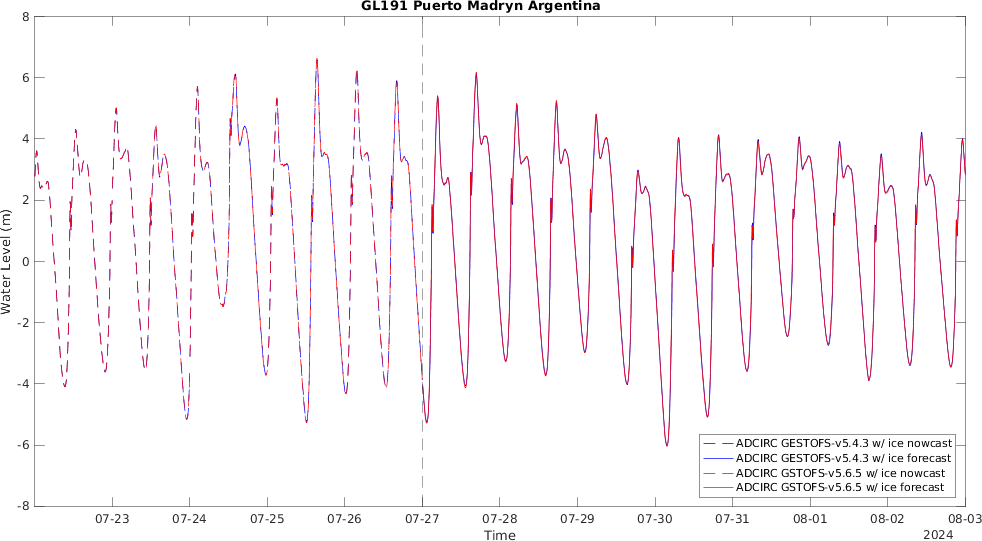 GL191 Puerto Madryn Argentina
8
6
4
2
0
-2
-4
-6
-8
Water Level (m)
ADCIRC GESTOFS-v5.4.3 w/ ice nowcast
ADCIRC GESTOFS-v5.4.3 w/ ice forecast
ADCIRC GSTOFS-v5.6.5 w/ ice nowcast
ADCIRC GSTOFS-v5.6.5 w/ ice forecast
07-23 07-24 07-25 07-26 07-27 07-28 07-29 07-30 07-31 08-01 08-02 08-03
Time
2024